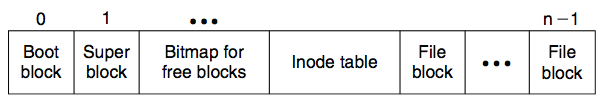 0 1 ••• n−1
Boot block
Super block
Bitmap for free blocks
Inode table
File block
•••
File block